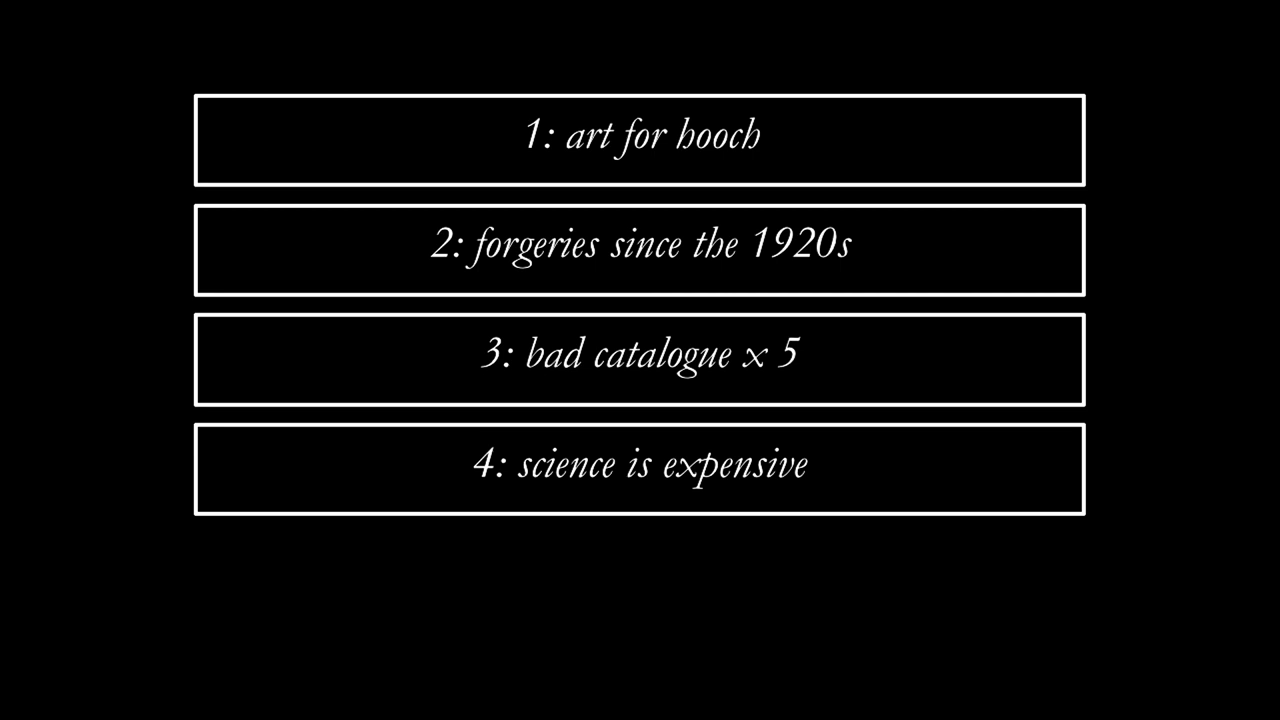 1: art for hooch
2: forgeries since the 1920s
3: bad catalogue x 5
4: science is expensive